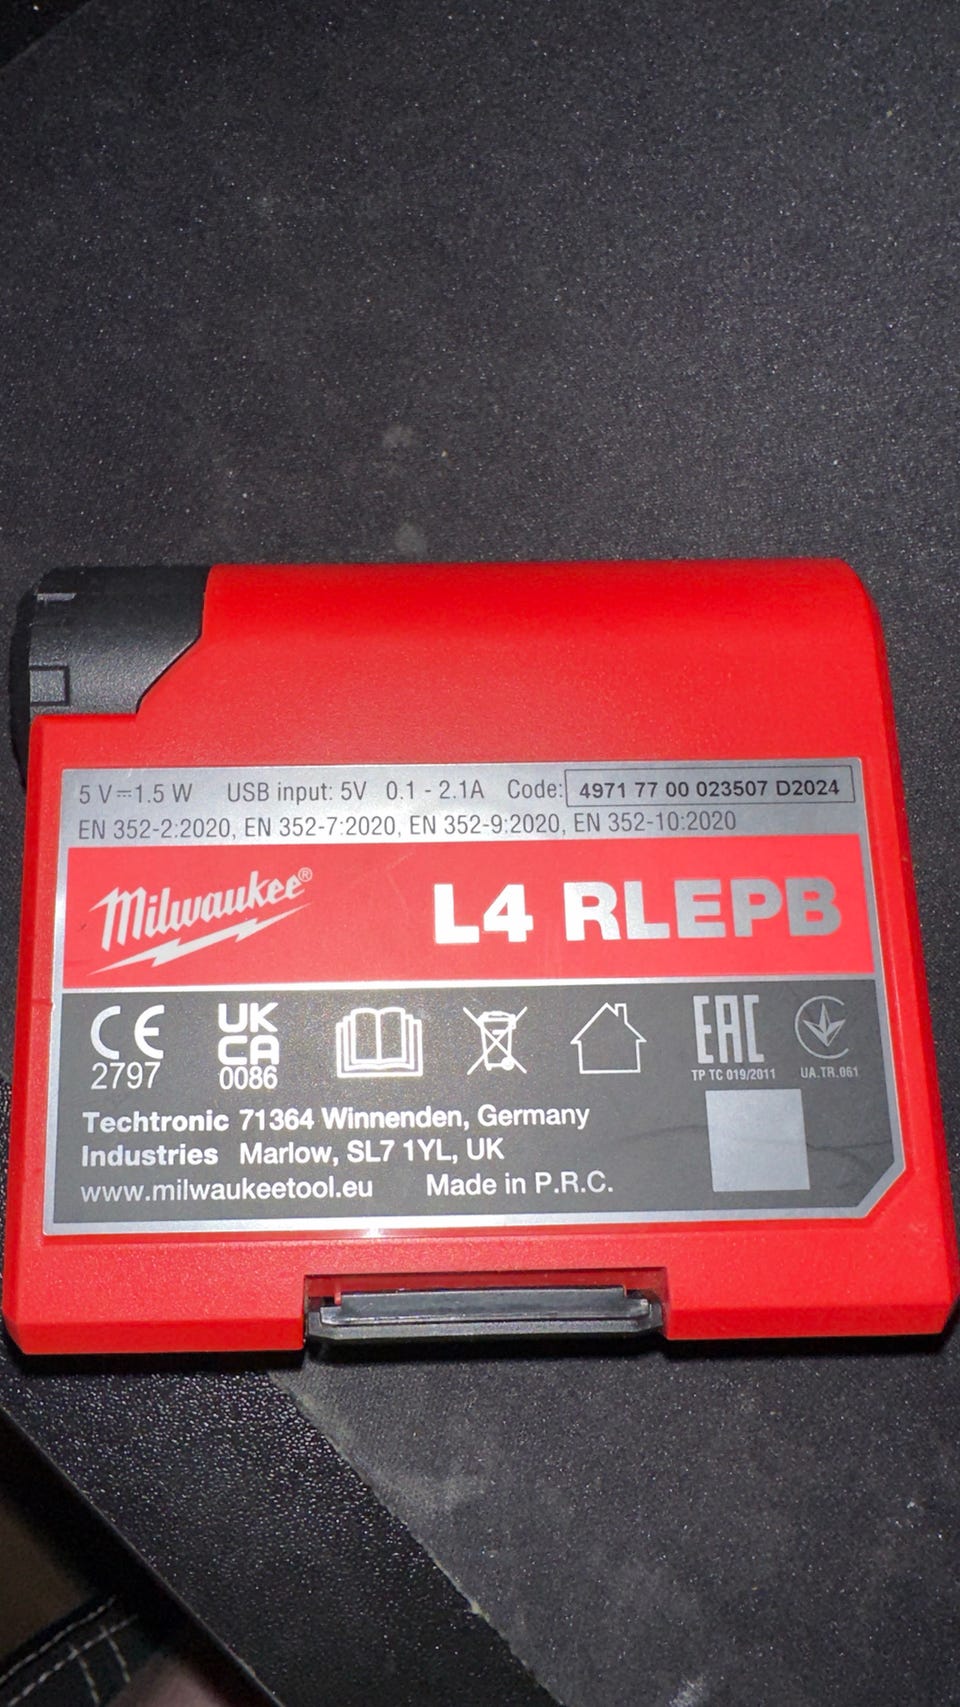 5 V⎓1.5 W USB input: 5V 0.1 - 2.1A Code: 4971 77 00 023507 D2024
EN 352-2:2020, EN 352-7:2020, EN 352-9:2020, EN 352-10:2020
Milwaukee® L4 RLEPB
CE UK CA EAC
2797 0086 TP TC 019/2011 UA.TR.061
Techtronic 71364 Winnenden, Germany
Industries Marlow, SL7 1YL, UK
www.milwaukeetool.eu Made in P.R.C.